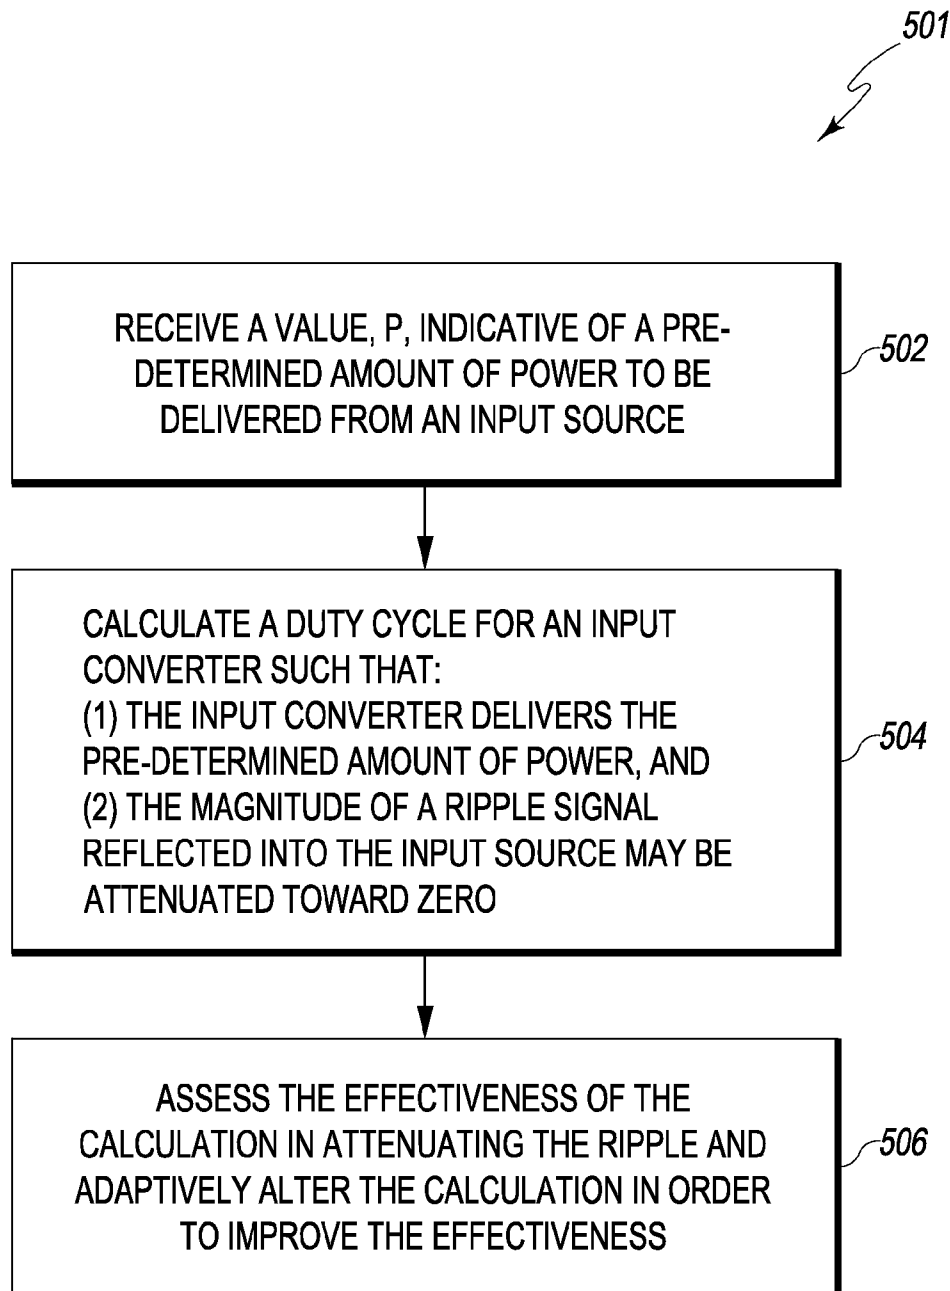 501
RECEIVE A VALUE, P, INDICATIVE OF A PRE-
DETERMINED AMOUNT OF POWER TO BE
DELIVERED FROM AN INPUT SOURCE
502
CALCULATE A DUTY CYCLE FOR AN INPUT
CONVERTER SUCH THAT:
(1) THE INPUT CONVERTER DELIVERS THE
PRE-DETERMINED AMOUNT OF POWER, AND
(2) THE MAGNITUDE OF A RIPPLE SIGNAL
REFLECTED INTO THE INPUT SOURCE MAY BE
ATTENUATED TOWARD ZERO
504
ASSESS THE EFFECTIVENESS OF THE
CALCULATION IN ATTENUATING THE RIPPLE AND
ADAPTIVELY ALTER THE CALCULATION IN ORDER
TO IMPROVE THE EFFECTIVENESS
506